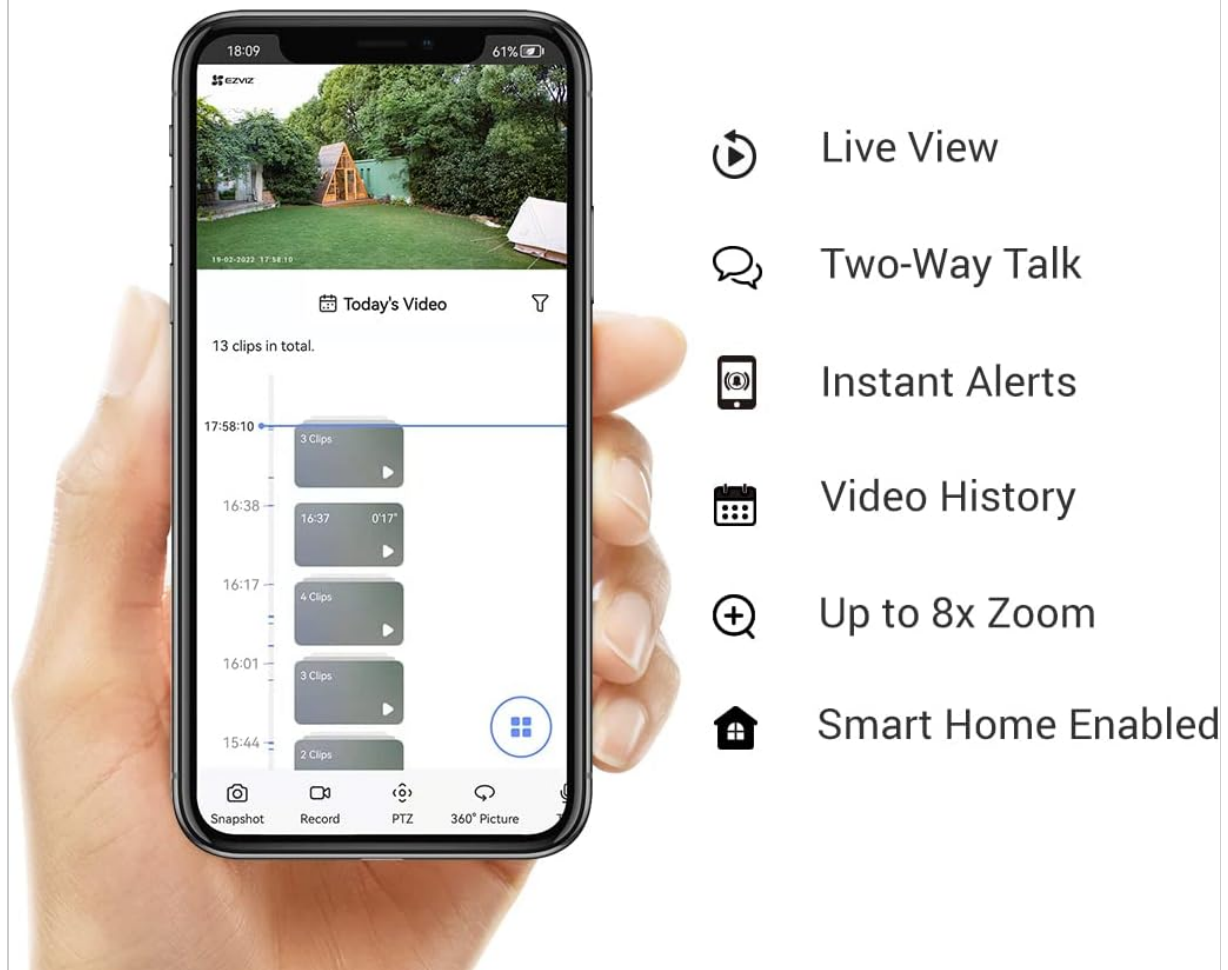 18:09
61%
EZVIZ
19-02-2022 17:58:10
Today's Video
13 clips in total.
17:58:10
3 Clips
16:38
16:37 0'17"
16:17
4 Clips
16:01
3 Clips
15:44
2 Clips
Snapshot Record PTZ 360° Picture
Live View
Two-Way Talk
Instant Alerts
Video History
Up to 8x Zoom
Smart Home Enabled